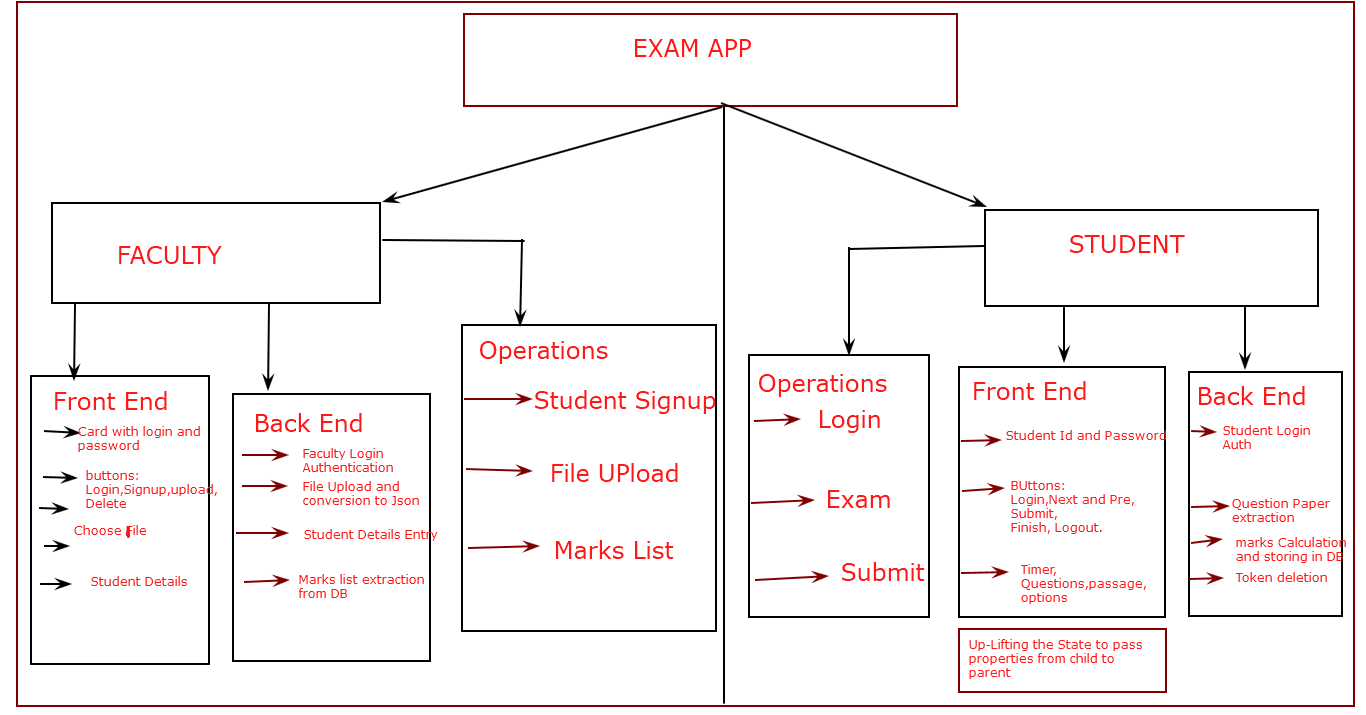 EXAM APP
FACULTY
STUDENT
Front End
Card with login and
password
buttons:
Login,Signup,upload,
Delete
Choose File
Student Details
Back End
Faculty Login
Authentication
File Upload and
conversion to Json
Student Details Entry
Marks list extraction
from DB
Operations
Student Signup
File UPload
Marks List
Operations
Login
Exam
Submit
Front End
Student Id and Password
BUttons:
Login,Next and Pre,
Submit,
Finish, Logout.
Timer,
Questions,passage,
options
Up-Lifting the State to pass
properties from child to
parent
Back End
Student Login
Auth
Question Paper
extraction
marks Calculation
and storing in DB
Token deletion